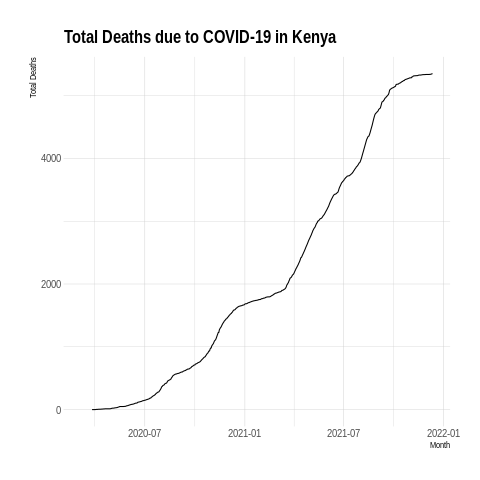 Total Deaths due to COVID-19 in Kenya
Total Deaths
4000
2000
0
2020-07
2021-01
2021-07
2022-01
Month